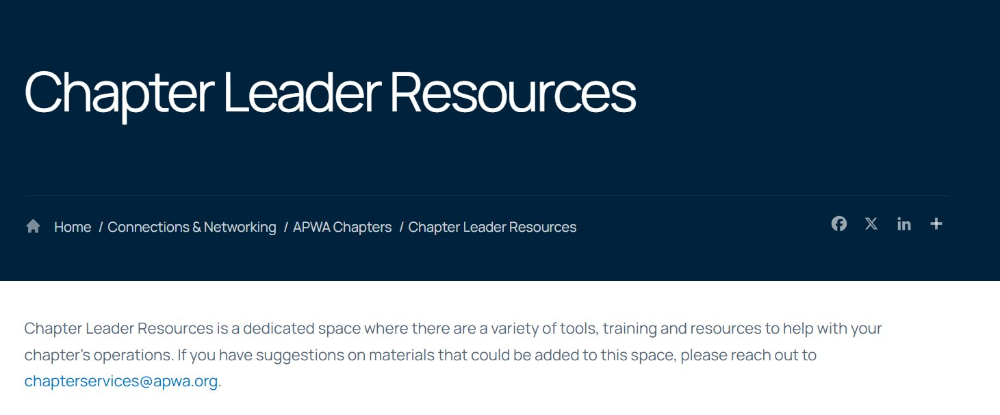 Chapter Leader Resources
Home / Connections & Networking / APWA Chapters / Chapter Leader Resources
Chapter Leader Resources is a dedicated space where there are a variety of tools, training and resources to help with your
chapter’s operations. If you have suggestions on materials that could be added to this space, please reach out to
chapterservices@apwa.org.